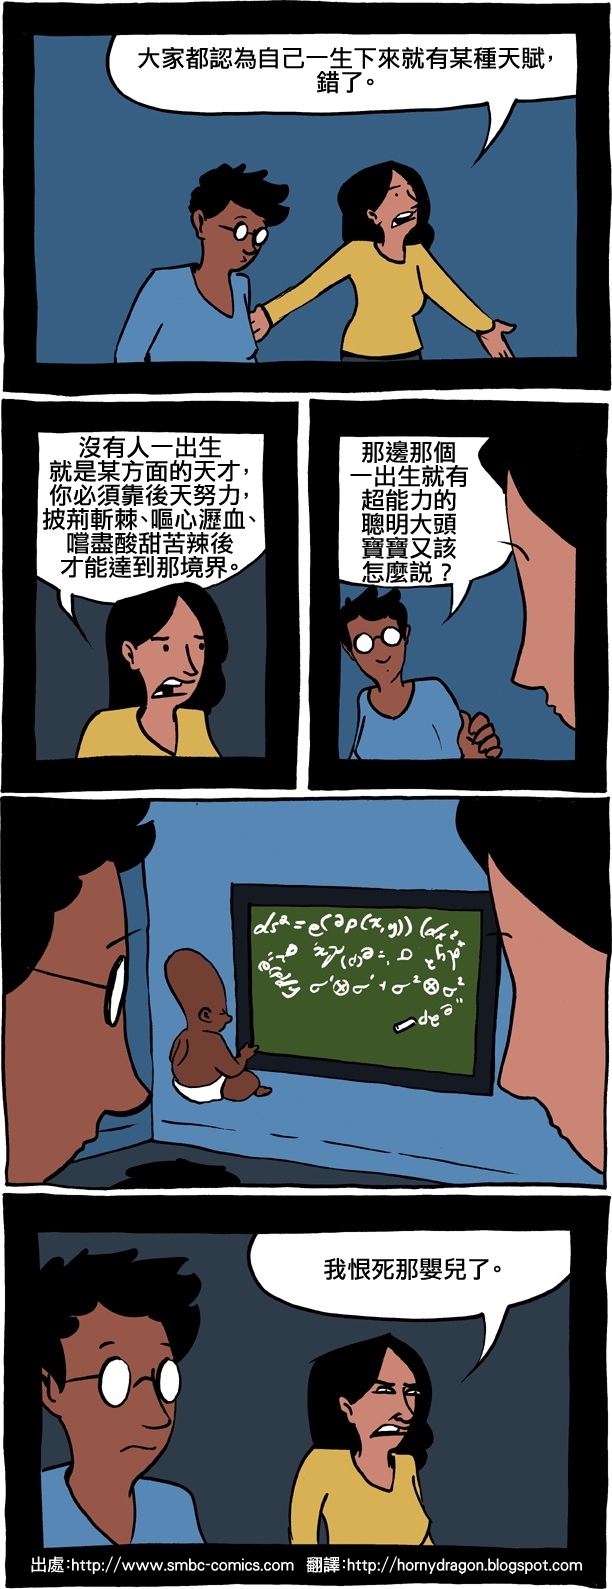 大家都認為自己一生下來就有某種天賦，
錯了。
沒有人一出生
就是某方面的天才，
你必須靠後天努力，
披荊斬棘、嘔心瀝血、
嚐盡酸甜苦辣後
才能達到那境界。
那邊那個
一出生就有
超能力的
聰明大頭
寶寶又該
怎麼説？
我恨死那嬰兒了。
出處：http://www.smbc-comics.com 翻譯：http://hornydragon.blogspot.com